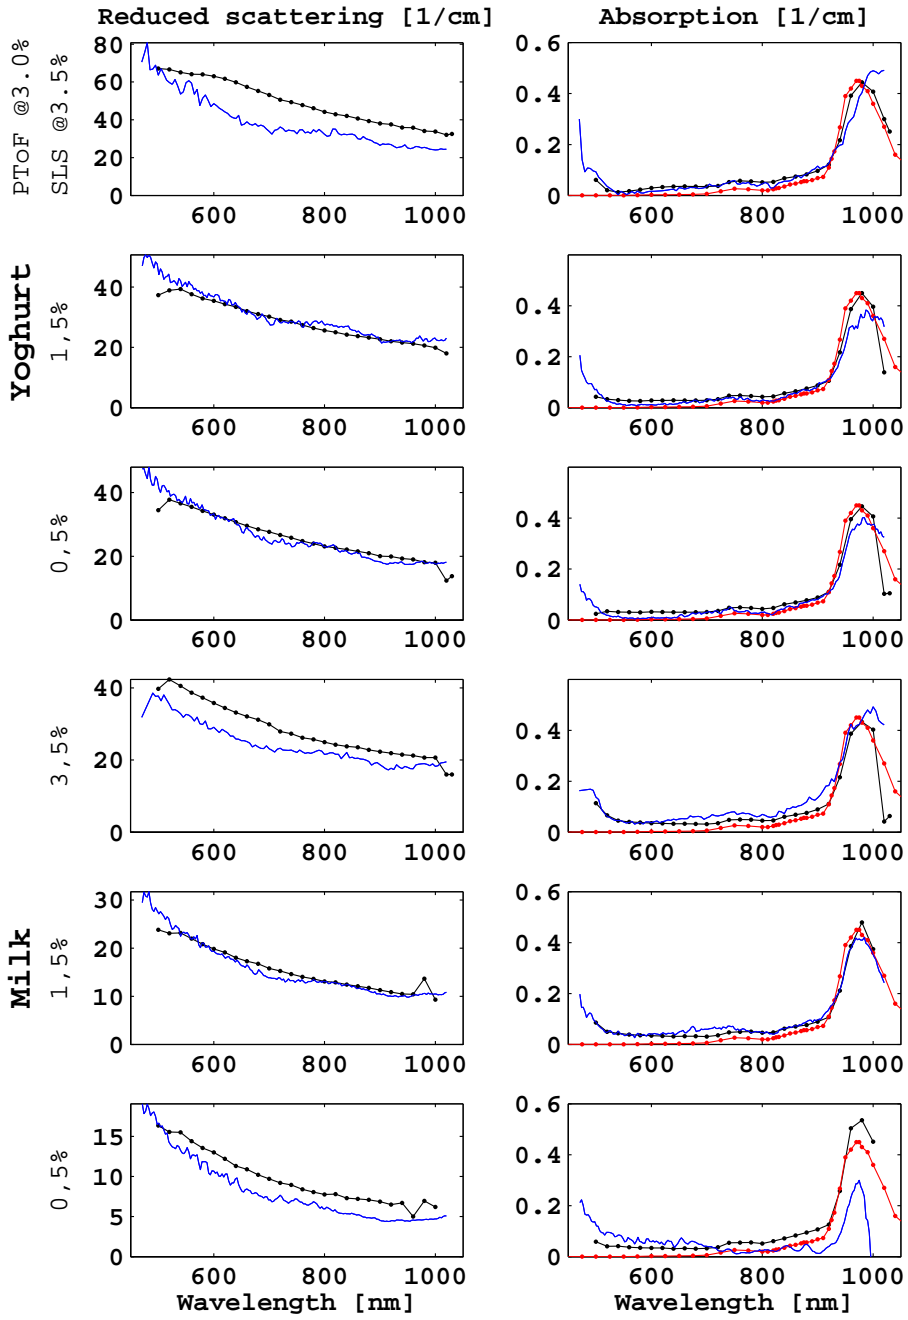 Reduced scattering [1/cm] Absorption [1/cm]
PToF @3.0%
SLS @3.5%
80
60
40
20
0
600 800 1000
0.6
0.4
0.2
0
600 800 1000
Yoghurt
1,5%
40
20
0
600 800 1000
0.4
0.2
0
600 800 1000
0,5%
40
20
0
600 800 1000
0.4
0.2
0
600 800 1000
3,5%
40
20
0
600 800 1000
0.4
0.2
0
600 800 1000
Milk
1,5%
30
20
10
0
600 800 1000
0.6
0.4
0.2
0
600 800 1000
0,5%
15
10
5
0
600 800 1000
Wavelength [nm]
0.6
0.4
0.2
0
600 800 1000
Wavelength [nm]